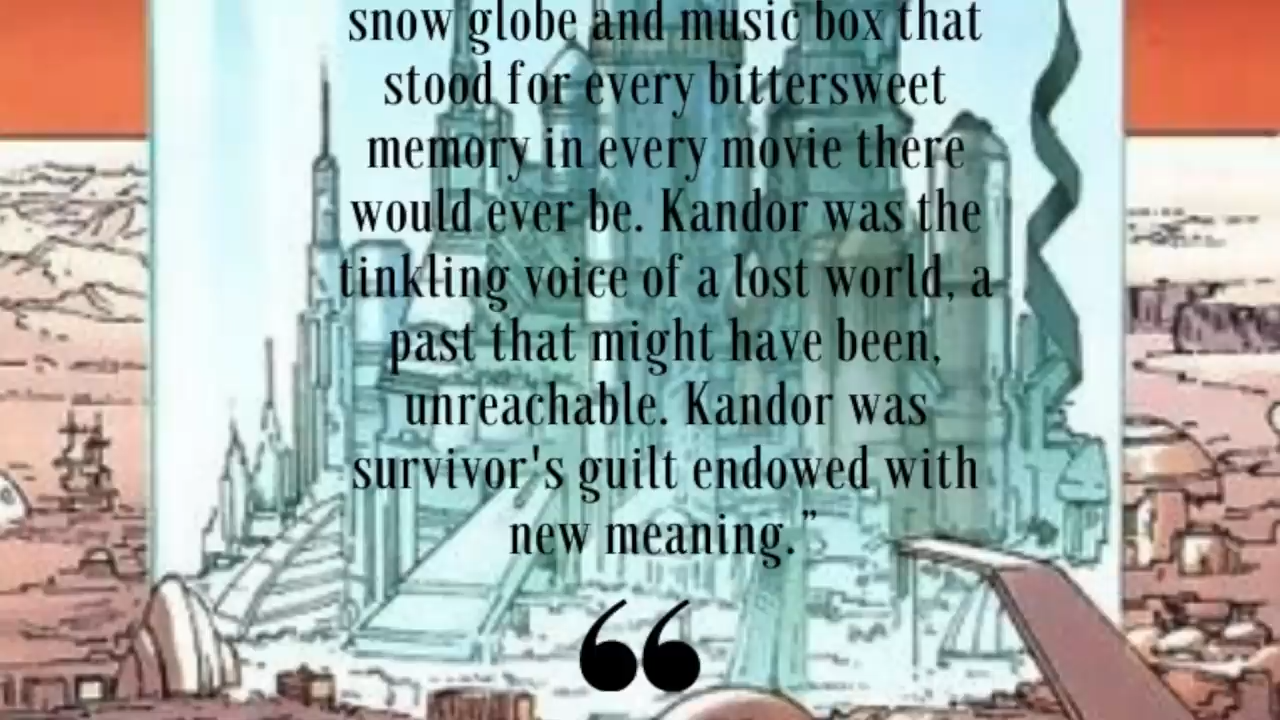 snow globe and music box that
stood for every bittersweet
memory in every movie there
would ever be. Kandor was the
tinkling voice of a lost world, a
past that might have been,
unreachable. Kandor was
survivor's guilt endowed with
new meaning.”
“